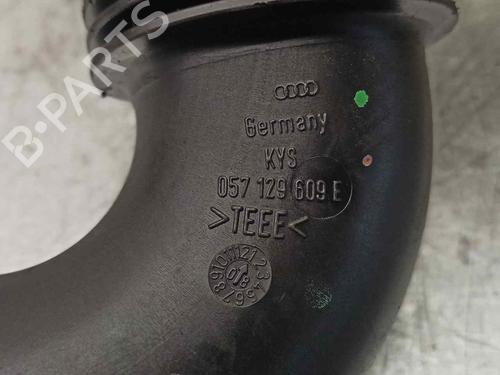 B-PARTS
Germany
KYS
057 129 609 E
>TEEE<